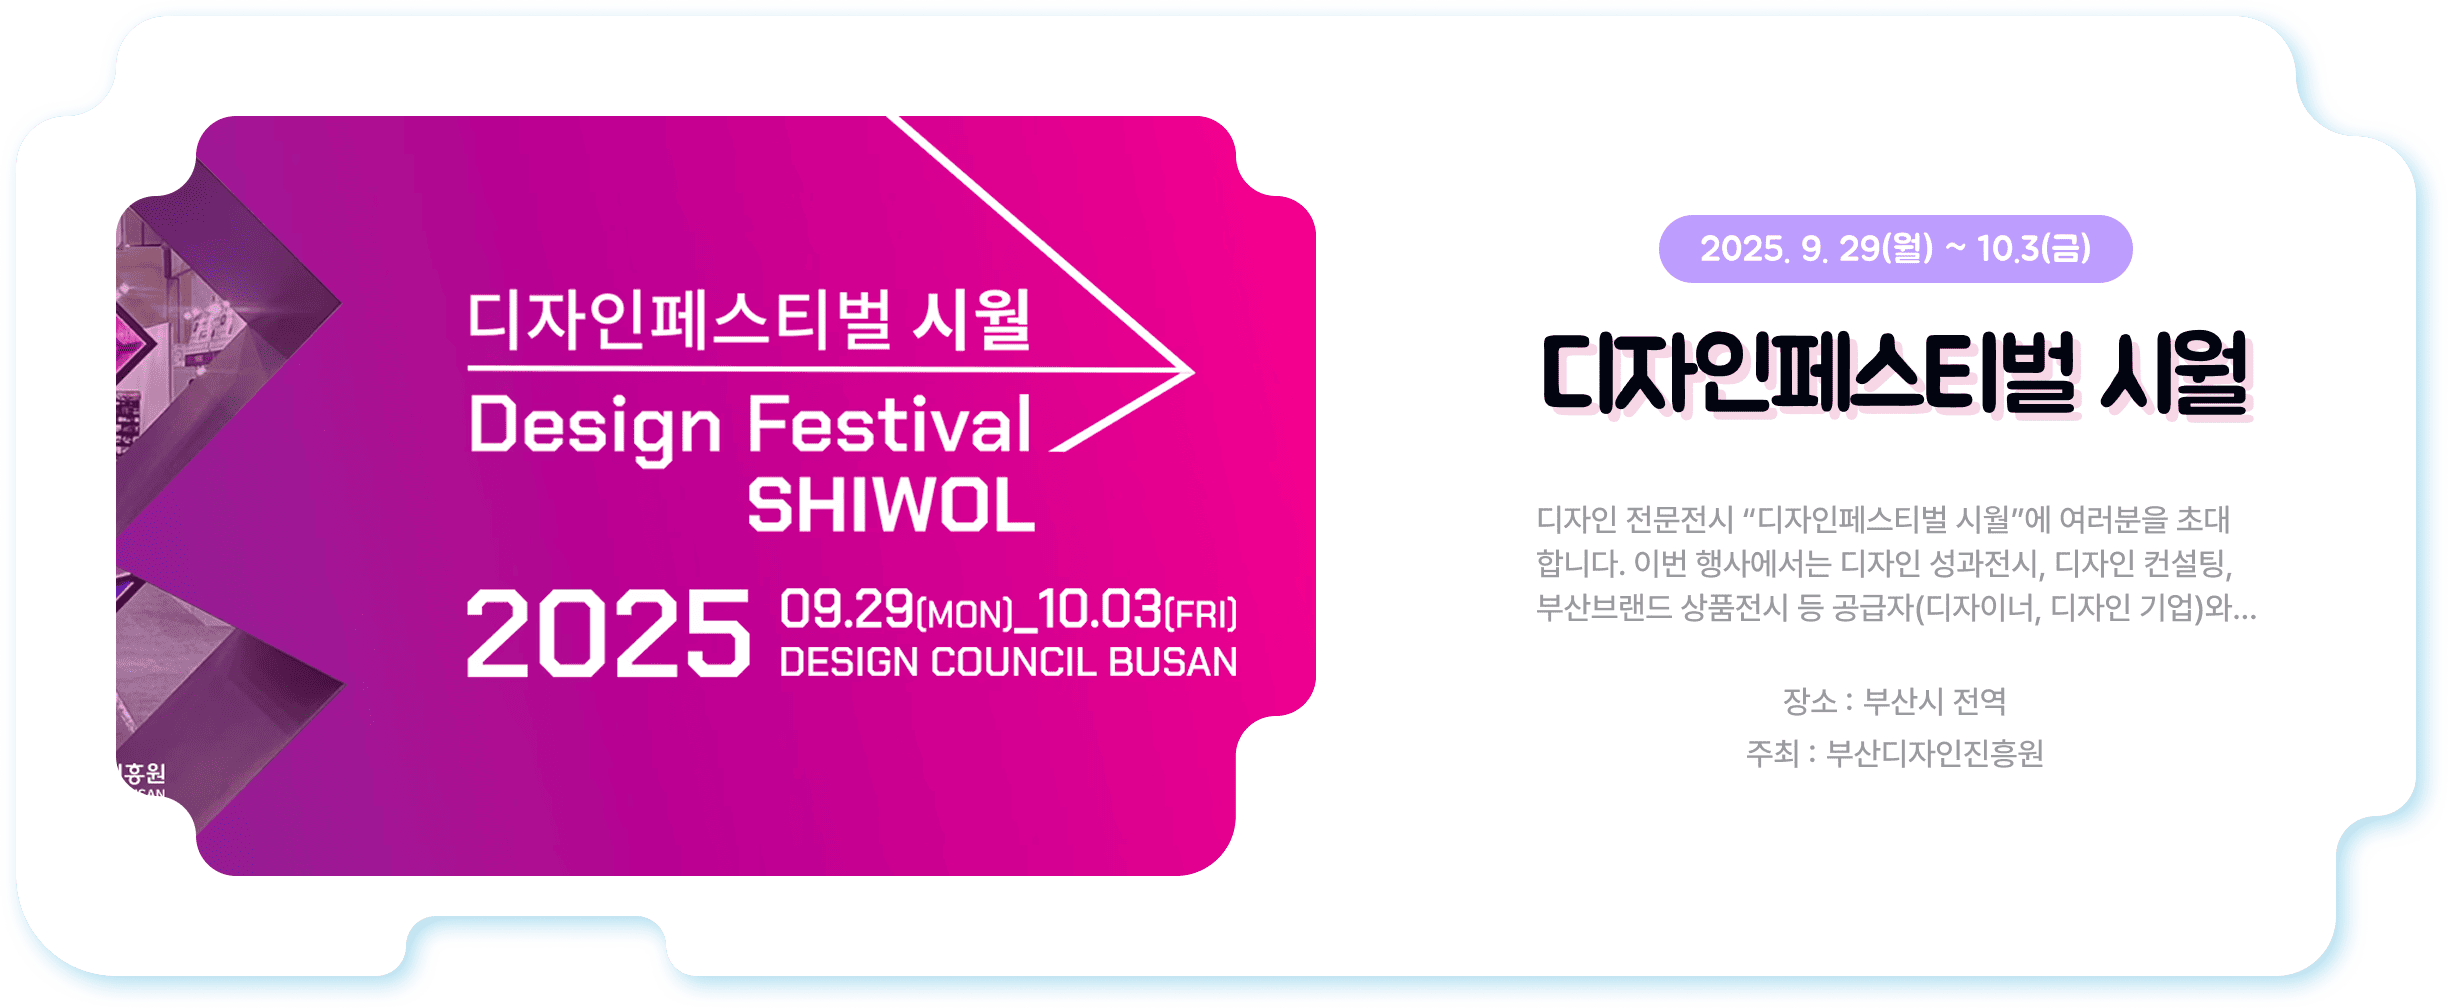 디자인페스티벌 시월
Design Festival
SHIWOL
2025 09.29(MON)_10.03(FRI)
DESIGN COUNCIL BUSAN
흥원
2025. 9. 29(월) ~ 10.3(금)
디자인페스티벌 시월
디자인 전문전시 “디자인페스티벌 시월”에 여러분을 초대
합니다. 이번 행사에서는 디자인 성과전시, 디자인 컨설팅,
부산브랜드 상품전시 등 공급자(디자이너, 디자인 기업)와...
장소 : 부산시 전역
주최 : 부산디자인진흥원